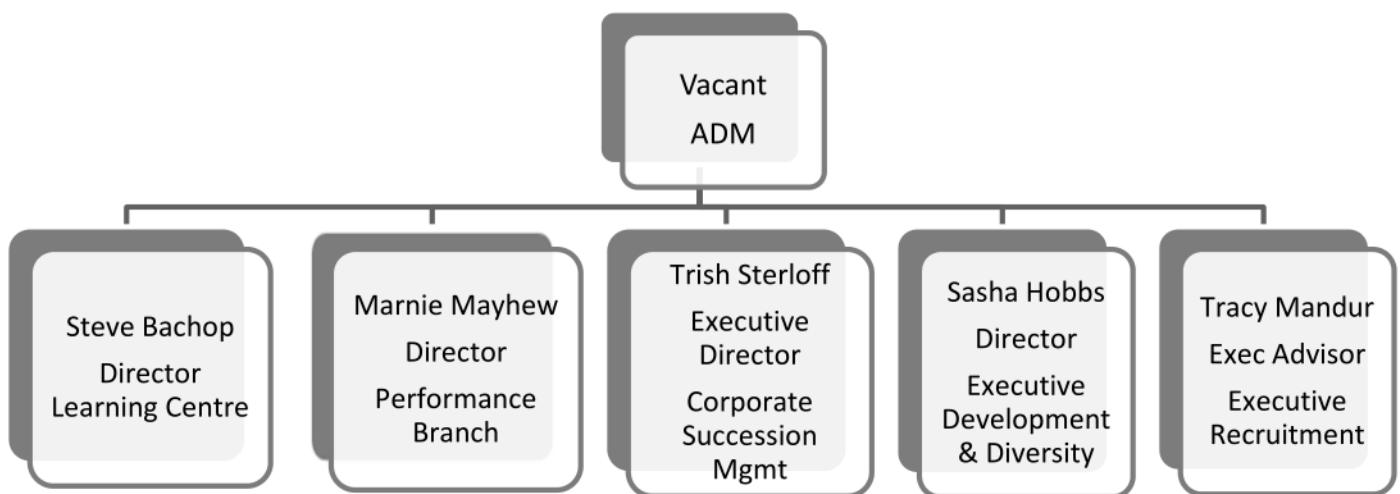 Vacant
ADM
Steve Bachop
Director
Learning Centre
Marnie Mayhew
Director
Performance
Branch
Trish Sterloff
Executive
Director
Corporate
Succession
Mgmt
Sasha Hobbs
Director
Executive
Development
& Diversity
Tracy Mandur
Exec Advisor
Executive
Recruitment